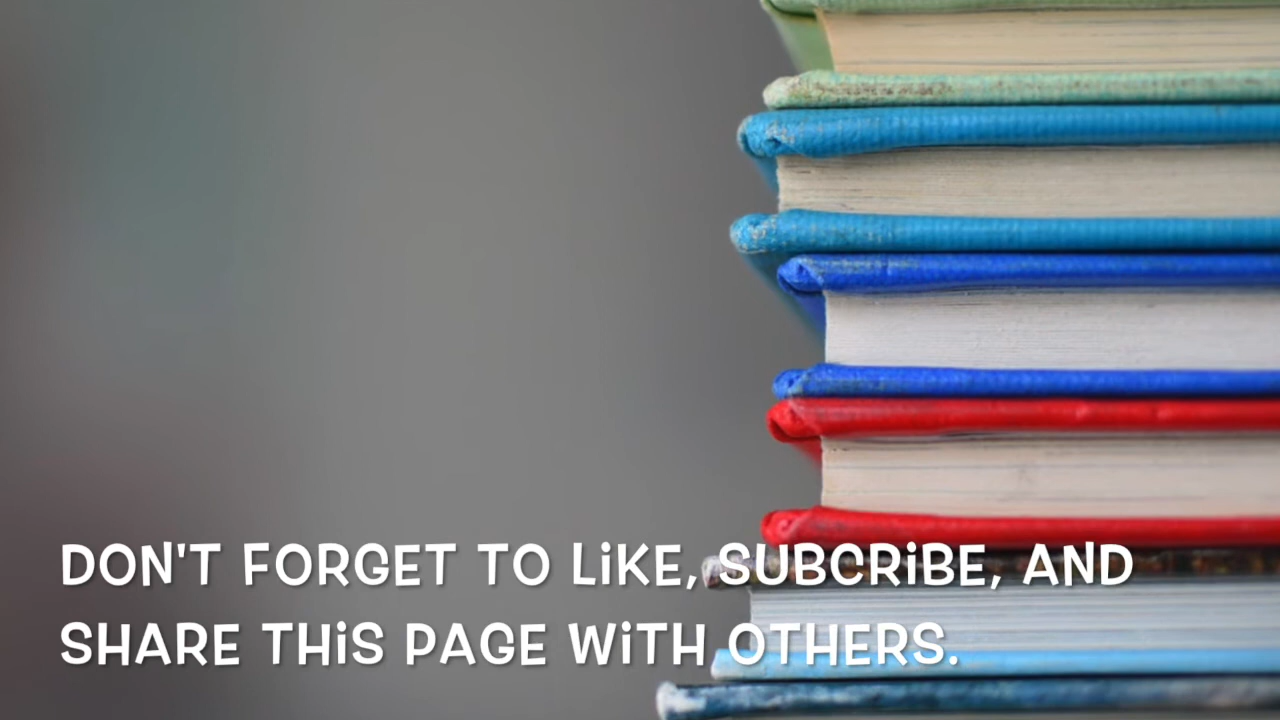 DON'T FORGET TO LiKE, SUBCRiBE, AND
SHARE THiS PAGE WiTH OTHERS.